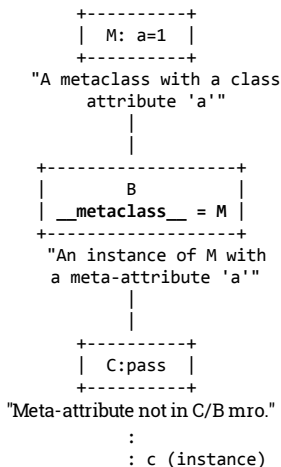 +----------+
| M: a=1 |
+----------+
"A metaclass with a class
attribute 'a'"
|
|
+-------------------+
| B |
| __metaclass__ = M |
+-------------------+
"An instance of M with
a meta-attribute 'a'"
|
|
+----------+
| C:pass |
+----------+
"Meta-attribute not in C/B mro."
:
: c (instance)